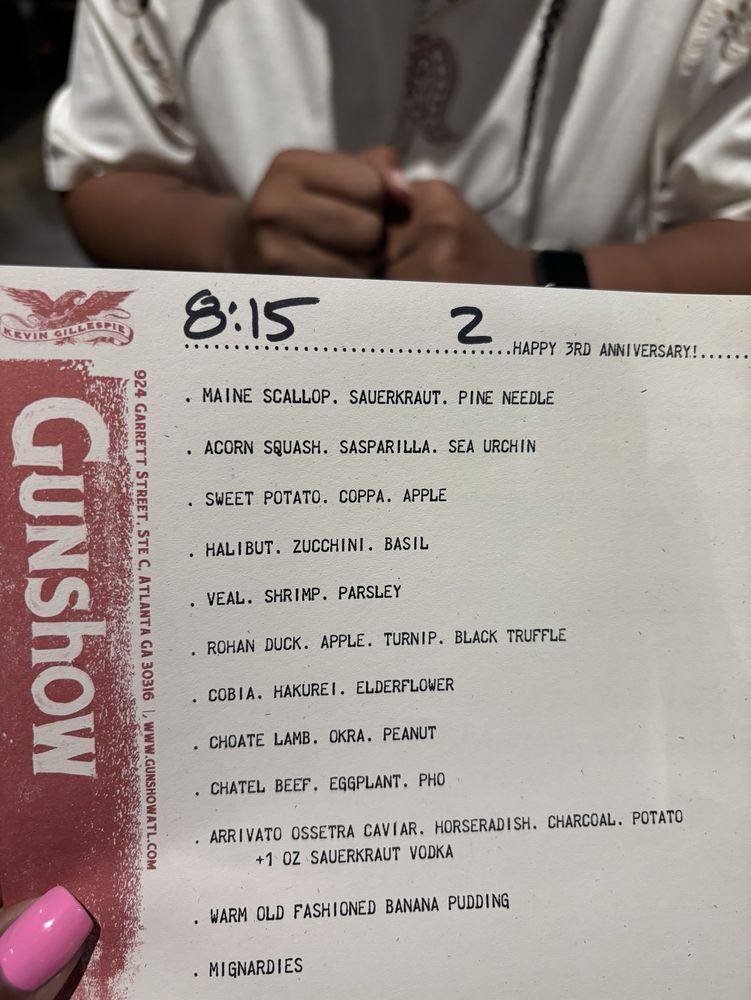 8:15 2
HAPPY 3RD ANNIVERSARY!
KEVIN GILLESPIE
GUNSHOW
924 GARRETT STREET, STE C, ATLANTA GA 30316 | WWW.GUNSHOWATL.COM
. MAINE SCALLOP. SAUERKRAUT. PINE NEEDLE
. ACORN SQUASH. SASPARILLA. SEA URCHIN
. SWEET POTATO. COPPA. APPLE
. HALIBUT. ZUCCHINI. BASIL
. VEAL. SHRIMP. PARSLEY
. ROHAN DUCK. APPLE. TURNIP. BLACK TRUFFLE
. COBIA. HAKUREI. ELDERFLOWER
. CHOATE LAMB. OKRA. PEANUT
. CHATEL BEEF. EGGPLANT. PHO
. ARRIVATO OSSETRA CAVIAR. HORSERADISH. CHARCOAL. POTATO
+1 OZ SAUERKRAUT VODKA
. WARM OLD FASHIONED BANANA PUDDING
. MIGNARDIES